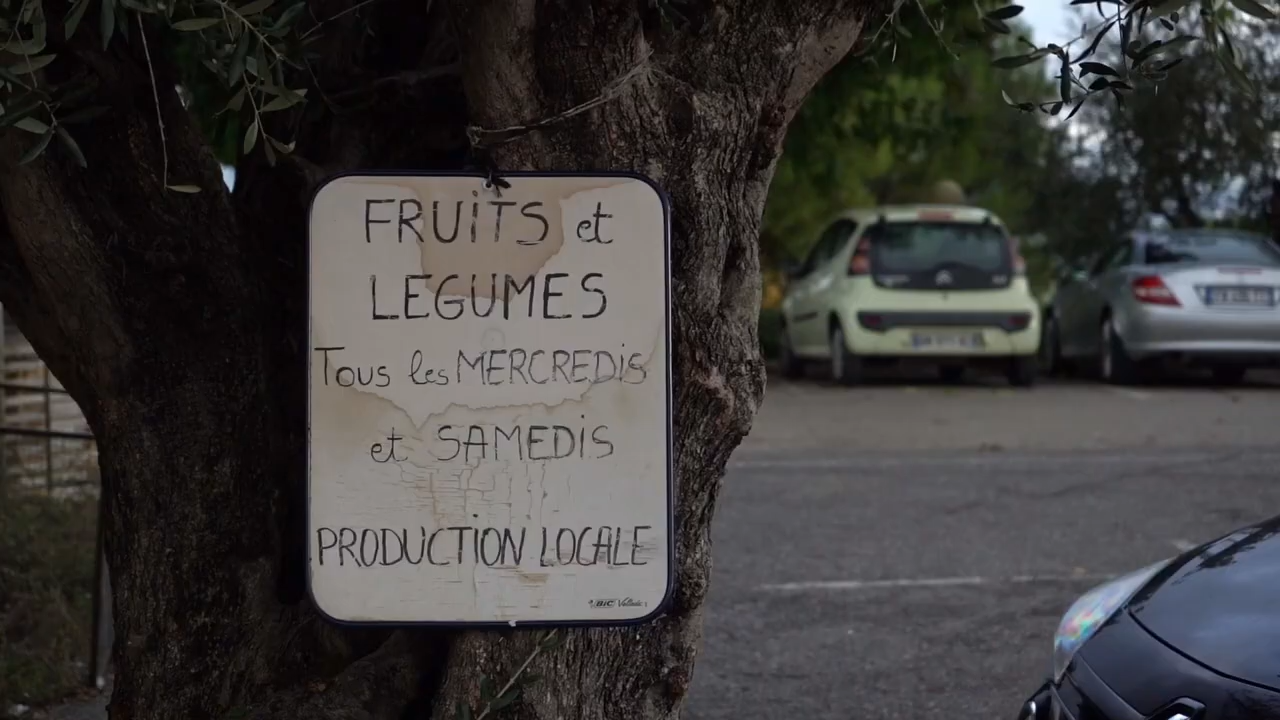 FRUiTS et
LEGUMES
Tous les MERCREDiS
et SAMEDiS
PRODUCTiON LOCALE
BIC Velleda